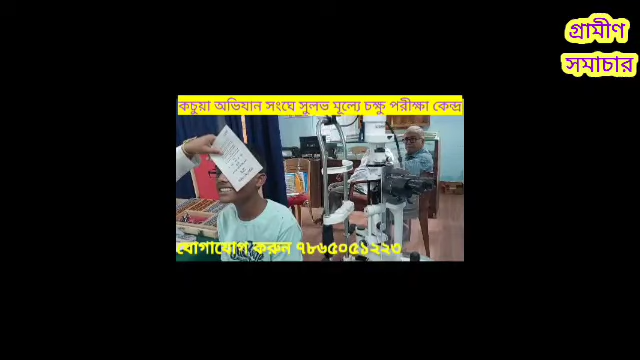 গ্রামীণ
সমাচার
কচুয়া অভিযান সংঘে সুলভ মূল্যে চক্ষু পরীক্ষা কেন্দ্র
যোগাযোগ করুন ৭৮৬৫০৫১২২৩